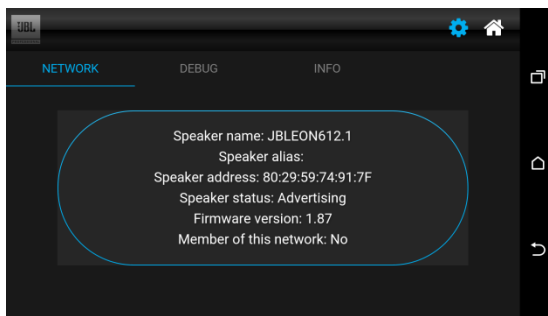 JBL
NETWORK DEBUG INFO
Speaker name: JBLEON612.1
Speaker alias:
Speaker address: 80:29:59:74:91:7F
Speaker status: Advertising
Firmware version: 1.87
Member of this network: No